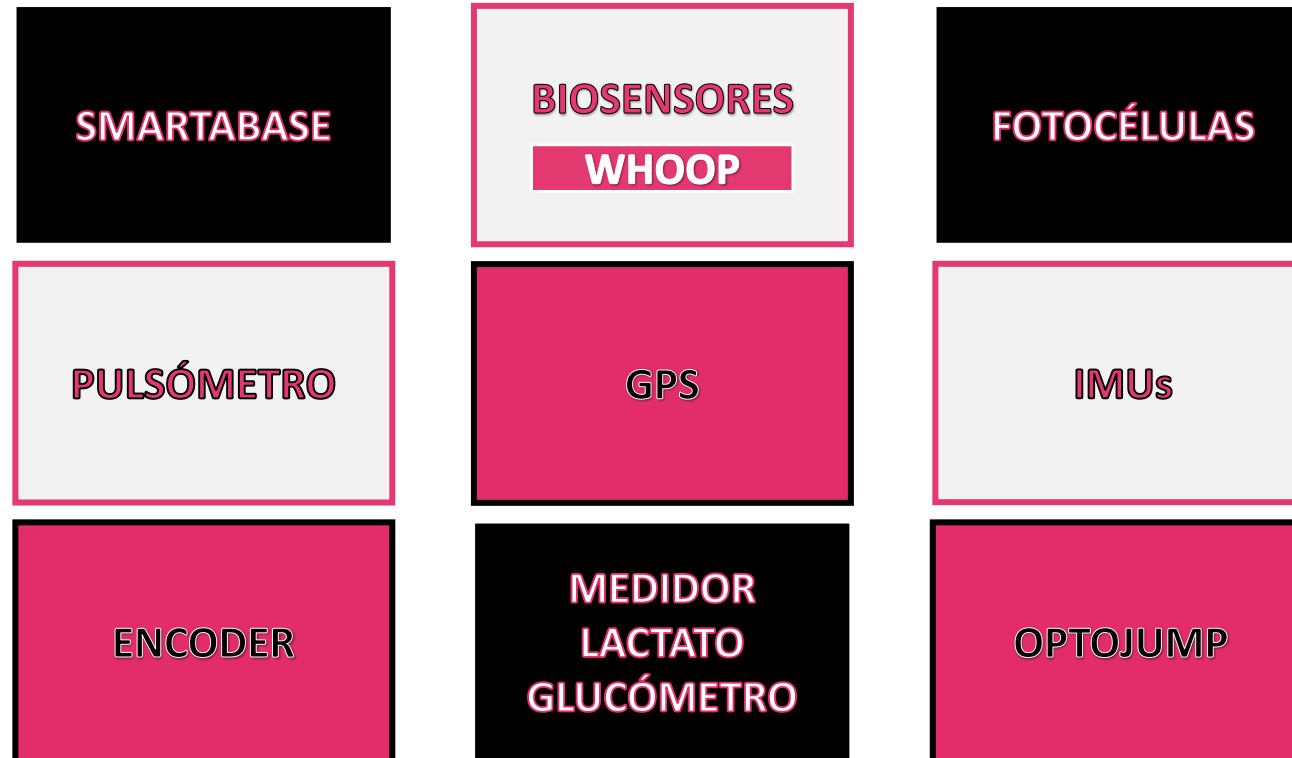 SMARTABASE
BIOSENSORES
WHOOP
FOTOCÉLULAS
PULSÓMETRO
GPS
IMUs
ENCODER
MEDIDOR
LACTATO
GLUCÓMETRO
OPTOJUMP